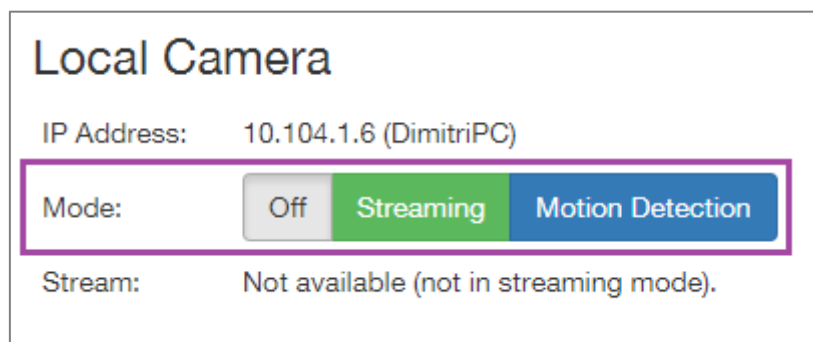 Local Camera
IP Address: 10.104.1.6 (DimitriPC)
Mode: Off Streaming Motion Detection
Stream: Not available (not in streaming mode).